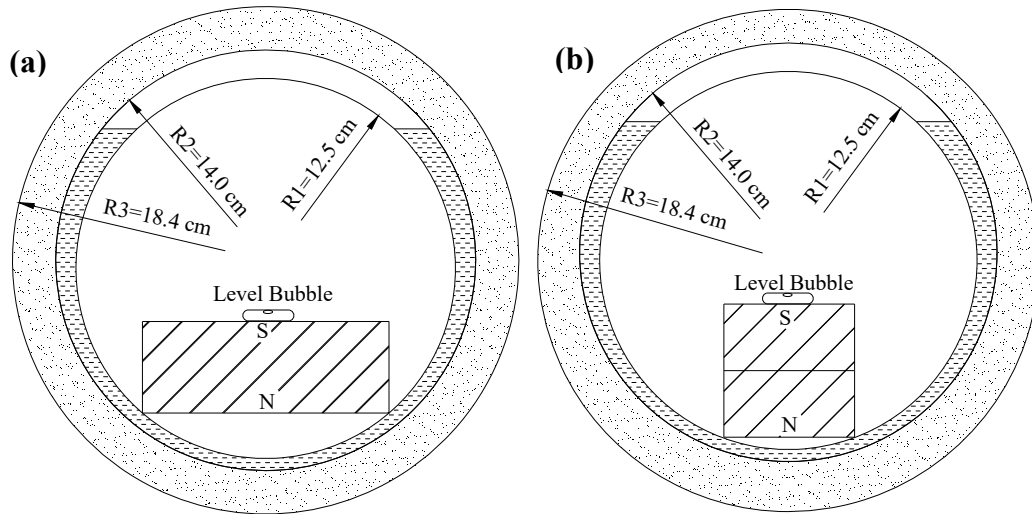 (a)
R2=14.0 cm
R1=12.5 cm
R3=18.4 cm
Level Bubble
S
N
(b)
R2=14.0 cm
R1=12.5 cm
R3=18.4 cm
Level Bubble
S
N